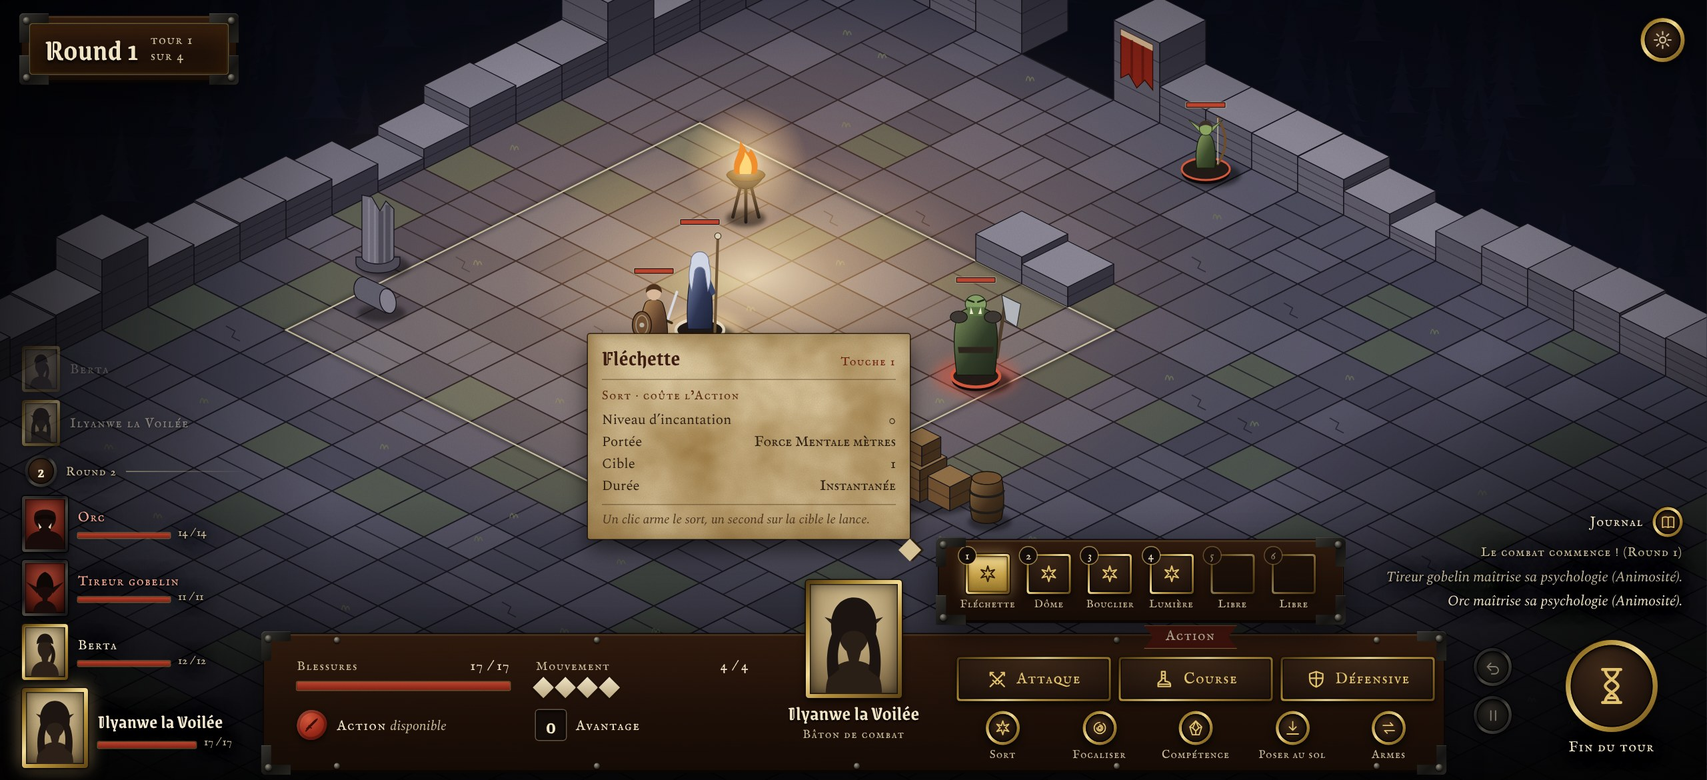 Round 1
Tour 1
sur 4
Fléchette
Touche 1
Sort · coûte l'Action
Niveau d'incantation 0
Portée Force Mentale mètres
Cible 1
Durée Instantanée
Un clic arme le sort, un second sur la cible le lance.
Berta
Ilyanwe la Voilée
2 Round 2
Orc
14/14
Tireur gobelin
11/11
Berta
12/12
Ilyanwe la Voilée
17/17
Blessures 17/17
Mouvement 4/4
Action disponible
0 Avantage
Ilyanwe la Voilée
Bâton de combat
1 2 3 4 5 6
Fléchette Dôme Bouclier Lumière Libre Libre
Action
Attaque Course Défensive
Sort Focaliser Compétence Poser au sol Armes
Journal
Le combat commence ! (Round 1)
Tireur gobelin maîtrise sa psychologie (Animosité).
Orc maîtrise sa psychologie (Animosité).
Fin du tour